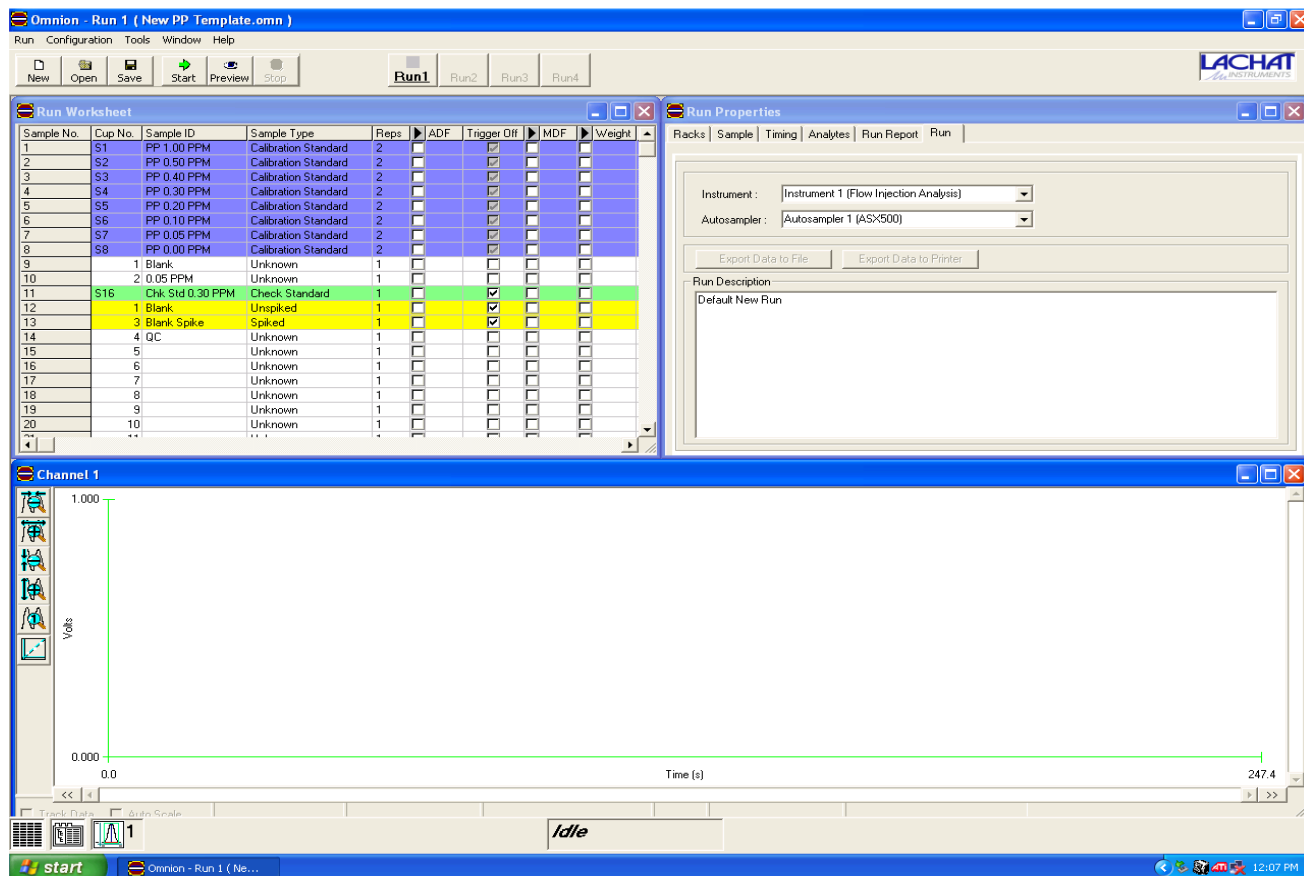 Omnion - Run 1 ( New PP Template.omn )
Run Configuration Tools Window Help
New Open Save Start Preview Stop Run1 Run2 Run3 Run4
LACHAT
INSTRUMENTS
Run Worksheet
Sample No. Cup No. Sample ID Sample Type Reps ADF Trigger Off MDF Weight
1 S1 PP 1.00 PPM Calibration Standard 2
2 S2 PP 0.50 PPM Calibration Standard 2
3 S3 PP 0.40 PPM Calibration Standard 2
4 S4 PP 0.30 PPM Calibration Standard 2
5 S5 PP 0.20 PPM Calibration Standard 2
6 S6 PP 0.10 PPM Calibration Standard 2
7 S7 PP 0.05 PPM Calibration Standard 2
8 S8 PP 0.00 PPM Calibration Standard 2
9 1 Blank Unknown 1
10 2 0.05 PPM Unknown 1
11 S16 Chk Std 0.30 PPM Check Standard 1
12 1 Blank Unspiked 1
13 3 Blank Spike Spiked 1
14 4 QC Unknown 1
15 5 Unknown 1
16 6 Unknown 1
17 7 Unknown 1
18 8 Unknown 1
19 9 Unknown 1
20 10 Unknown 1
Run Properties
Racks Sample Timing Analytes Run Report Run
Instrument : Instrument 1 (Flow Injection Analysis)
Autosampler : Autosampler 1 (ASX500)
Export Data to File Export Data to Printer
Run Description
Default New Run
Channel 1
1.000
Volts
0.000
0.0 Time (s) 247.4
<< >>
Track Data Auto Scale
1 Idle
start Omnion - Run 1 ( Ne... 12:07 PM